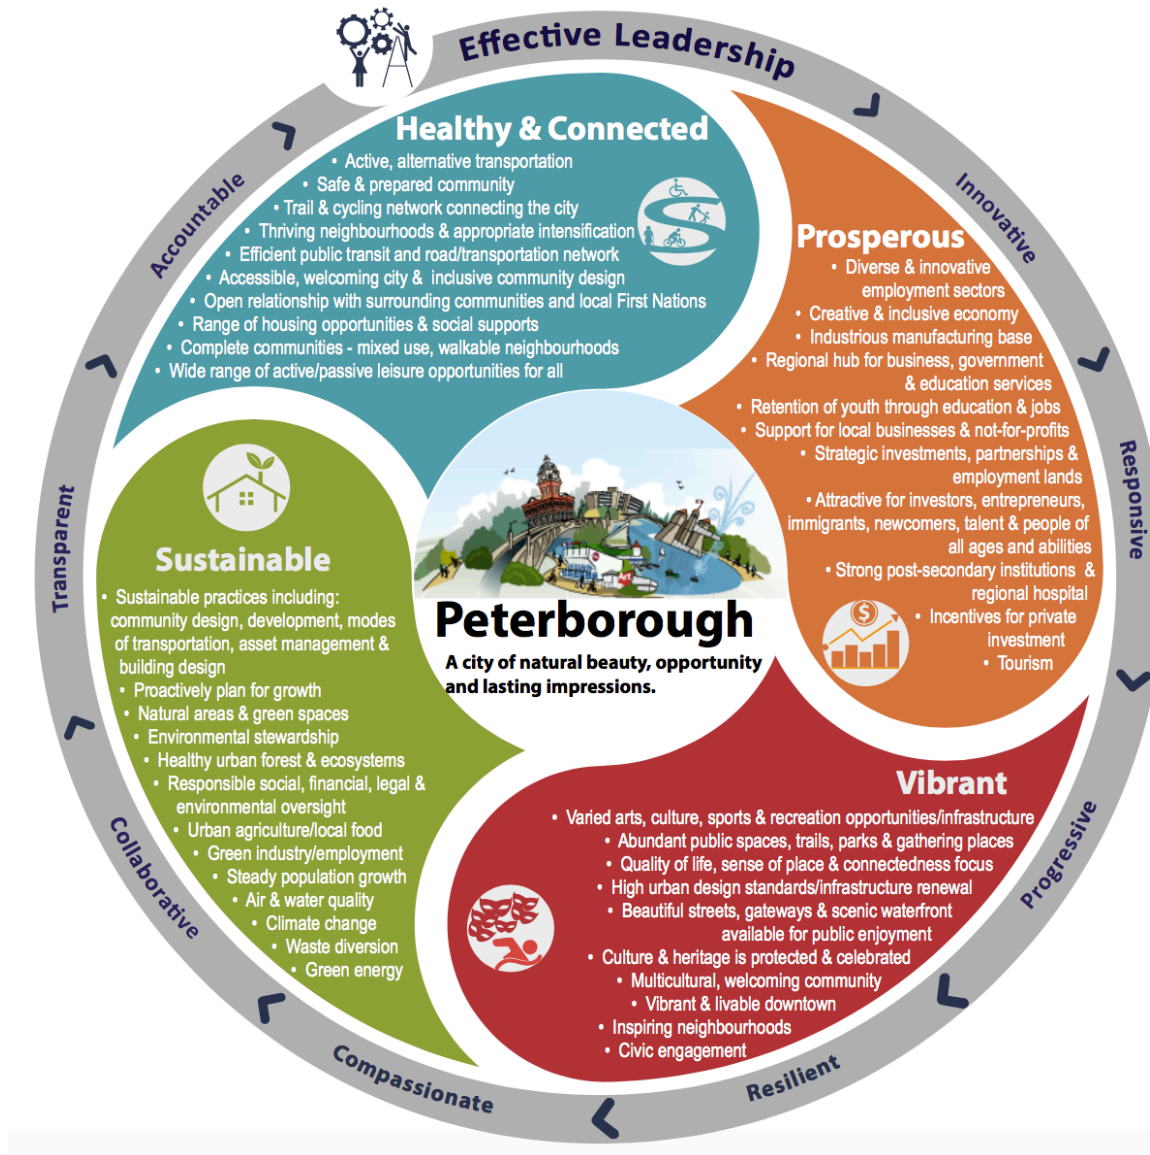 Effective Leadership
Innovative
Responsive
Progressive
Resilient
Compassionate
Collaborative
Transparent
Accountable
Healthy & Connected
• Active, alternative transportation
• Safe & prepared community
• Trail & cycling network connecting the city
• Thriving neighbourhoods & appropriate intensification
• Efficient public transit and road/transportation network
• Accessible, welcoming city & inclusive community design
• Open relationship with surrounding communities and local First Nations
• Range of housing opportunities & social supports
• Complete communities - mixed use, walkable neighbourhoods
• Wide range of active/passive leisure opportunities for all
Prosperous
• Diverse & innovative
employment sectors
• Creative & inclusive economy
• Industrious manufacturing base
• Regional hub for business, government
& education services
• Retention of youth through education & jobs
• Support for local businesses & not-for-profits
• Strategic investments, partnerships &
employment lands
• Attractive for investors, entrepreneurs,
immigrants, newcomers, talent & people of
all ages and abilities
• Strong post-secondary institutions &
regional hospital
• Incentives for private
investment
• Tourism
$
Art
Peterborough
A city of natural beauty, opportunity
and lasting impressions.
Sustainable
• Sustainable practices including:
community design, development, modes
of transportation, asset management &
building design
• Proactively plan for growth
• Natural areas & green spaces
• Environmental stewardship
• Healthy urban forest & ecosystems
• Responsible social, financial, legal &
environmental oversight
• Urban agriculture/local food
• Green industry/employment
• Steady population growth
• Air & water quality
• Climate change
• Waste diversion
• Green energy
Vibrant
• Varied arts, culture, sports & recreation opportunities/infrastructure
• Abundant public spaces, trails, parks & gathering places
• Quality of life, sense of place & connectedness focus
• High urban design standards/infrastructure renewal
• Beautiful streets, gateways & scenic waterfront
available for public enjoyment
• Culture & heritage is protected & celebrated
• Multicultural, welcoming community
• Vibrant & livable downtown
• Inspiring neighbourhoods
• Civic engagement